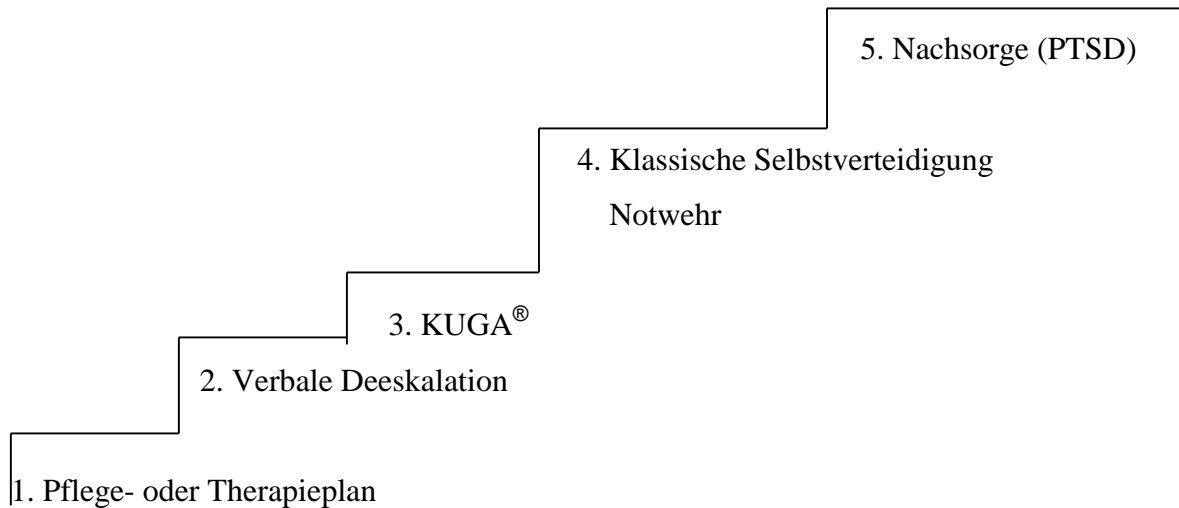 5. Nachsorge (PTSD)
4. Klassische Selbstverteidigung
Notwehr
3. KUGA®
2. Verbale Deeskalation
1. Pflege- oder Therapieplan